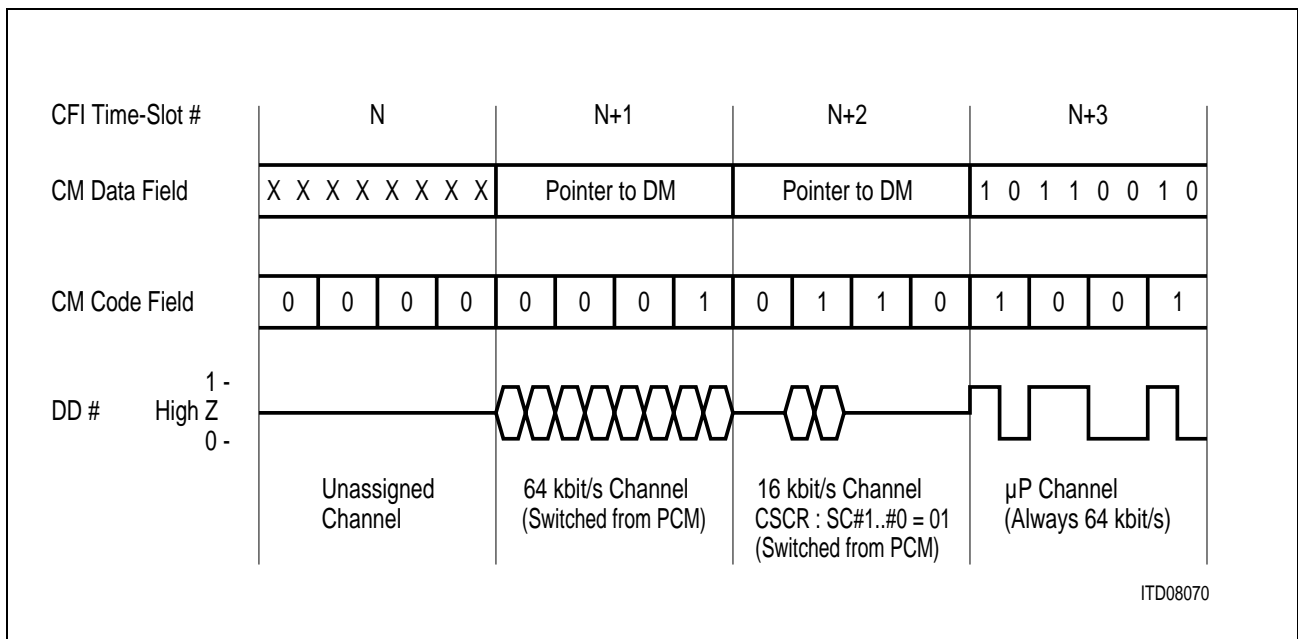 CFI Time-Slot # N N+1 N+2 N+3
CM Data Field X X X X X X X X Pointer to DM Pointer to DM 1 0 1 1 0 0 1 0
CM Code Field 0 0 0 0 0 0 0 1 0 1 1 0 1 0 0 1
1 -
DD # High Z
0 -
Unassigned
Channel
64 kbit/s Channel
(Switched from PCM)
16 kbit/s Channel
CSCR : SC#1..#0 = 01
(Switched from PCM)
µP Channel
(Always 64 kbit/s)
ITD08070